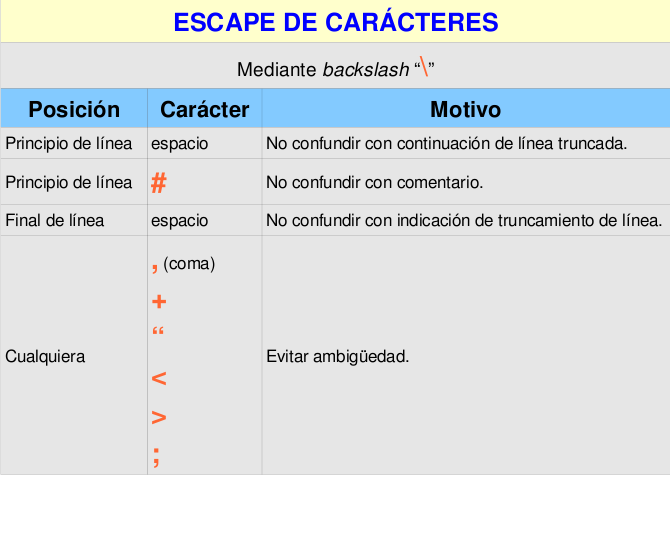 ESCAPE DE CARÁCTERES
Mediante backslash “\”
Posición Carácter Motivo
Principio de línea espacio No confundir con continuación de línea truncada.
Principio de línea # No confundir con comentario.
Final de línea espacio No confundir con indicación de truncamiento de línea.
, (coma)
+
“
Cualquiera < Evitar ambigüedad.
>
;